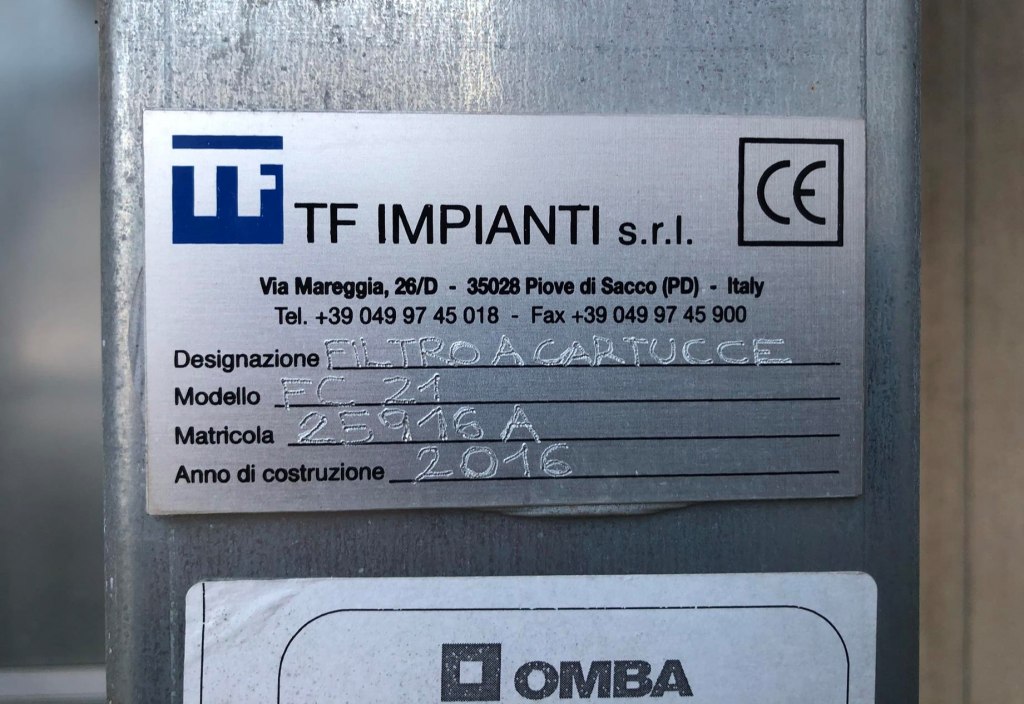 TF TF IMPIANTI s.r.l. CE
Via Mareggia, 26/D - 35028 Piove di Sacco (PD) - Italy
Tel. +39 049 97 45 018 - Fax +39 049 97 45 900
Designazione FILTRO A CARTUCCE
Modello FC 21
Matricola 25916 A
Anno di costruzione 2016
OMBA